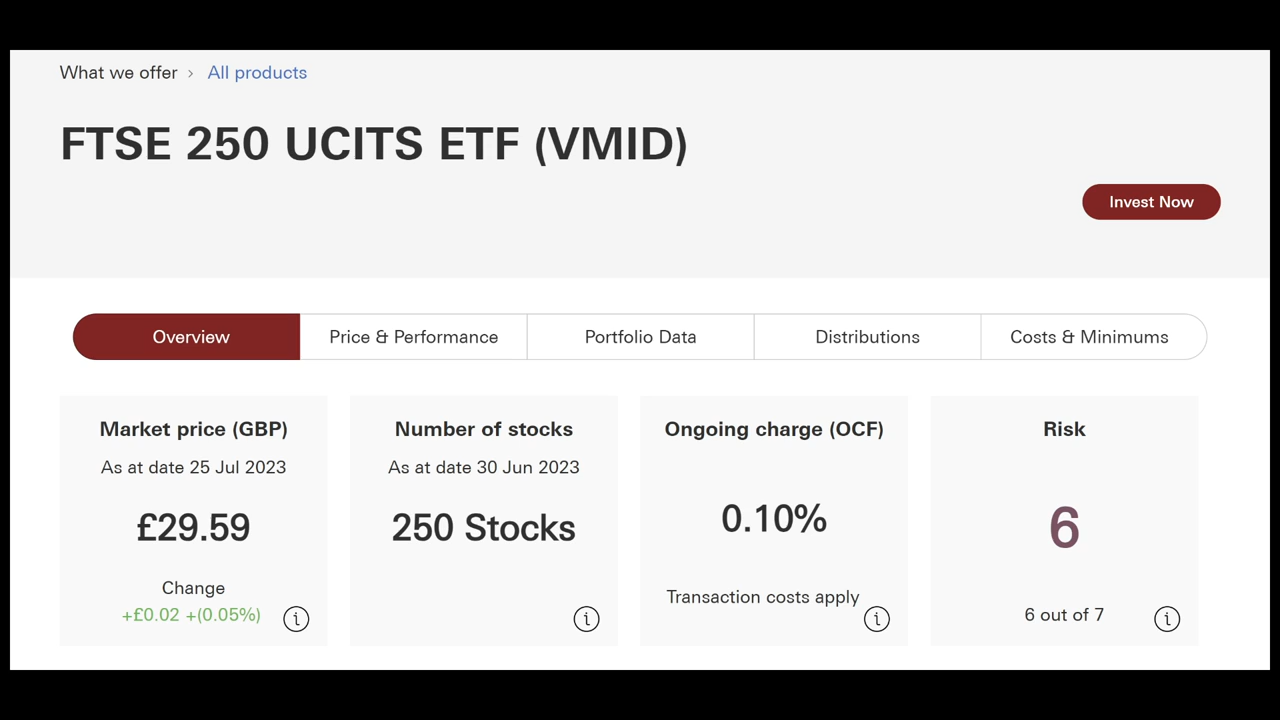 What we offer › All products
FTSE 250 UCITS ETF (VMID)
Invest Now
Overview
Price & Performance
Portfolio Data
Distributions
Costs & Minimums
Market price (GBP)
As at date 25 Jul 2023
£29.59
Change
+£0.02 +(0.05%)
i
Number of stocks
As at date 30 Jun 2023
250 Stocks
i
Ongoing charge (OCF)
0.10%
Transaction costs apply
i
Risk
6
6 out of 7
i